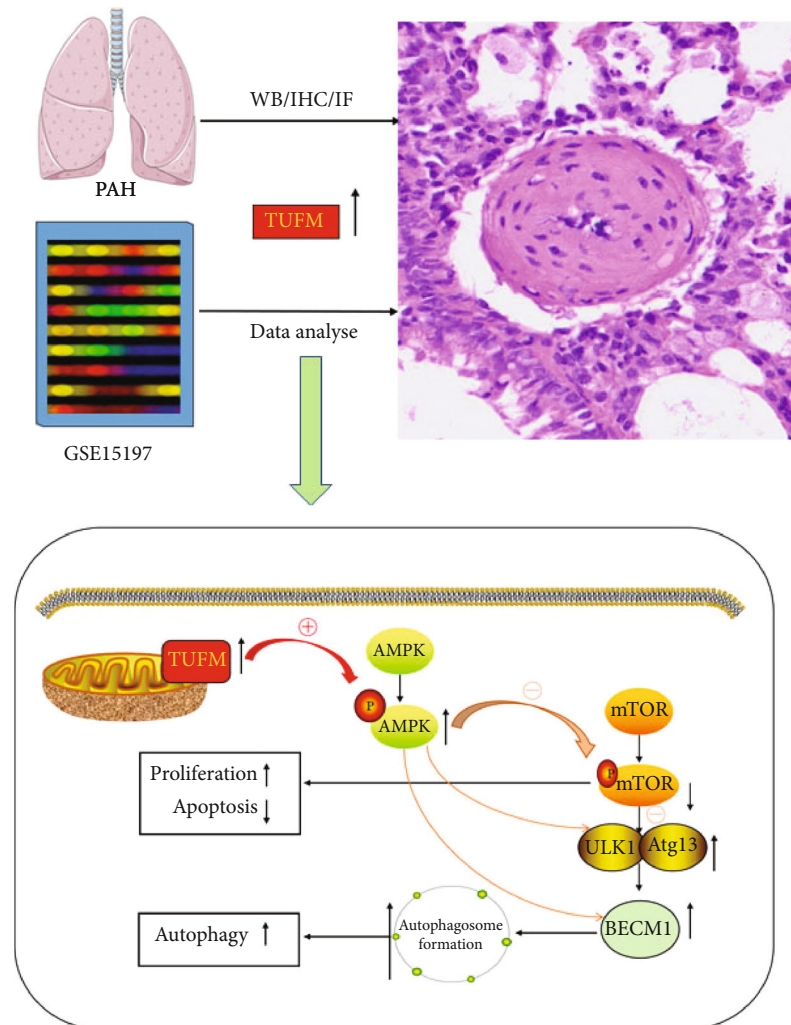 WB/IHC/IF
PAH
TUFM
Data analyse
GSE15197
TUFM
+
AMPK
P
AMPK
−
mTOR
P
mTOR
Proliferation
Apoptosis
−
ULK1
Atg13
BECM1
Autophagosome
formation
Autophagy